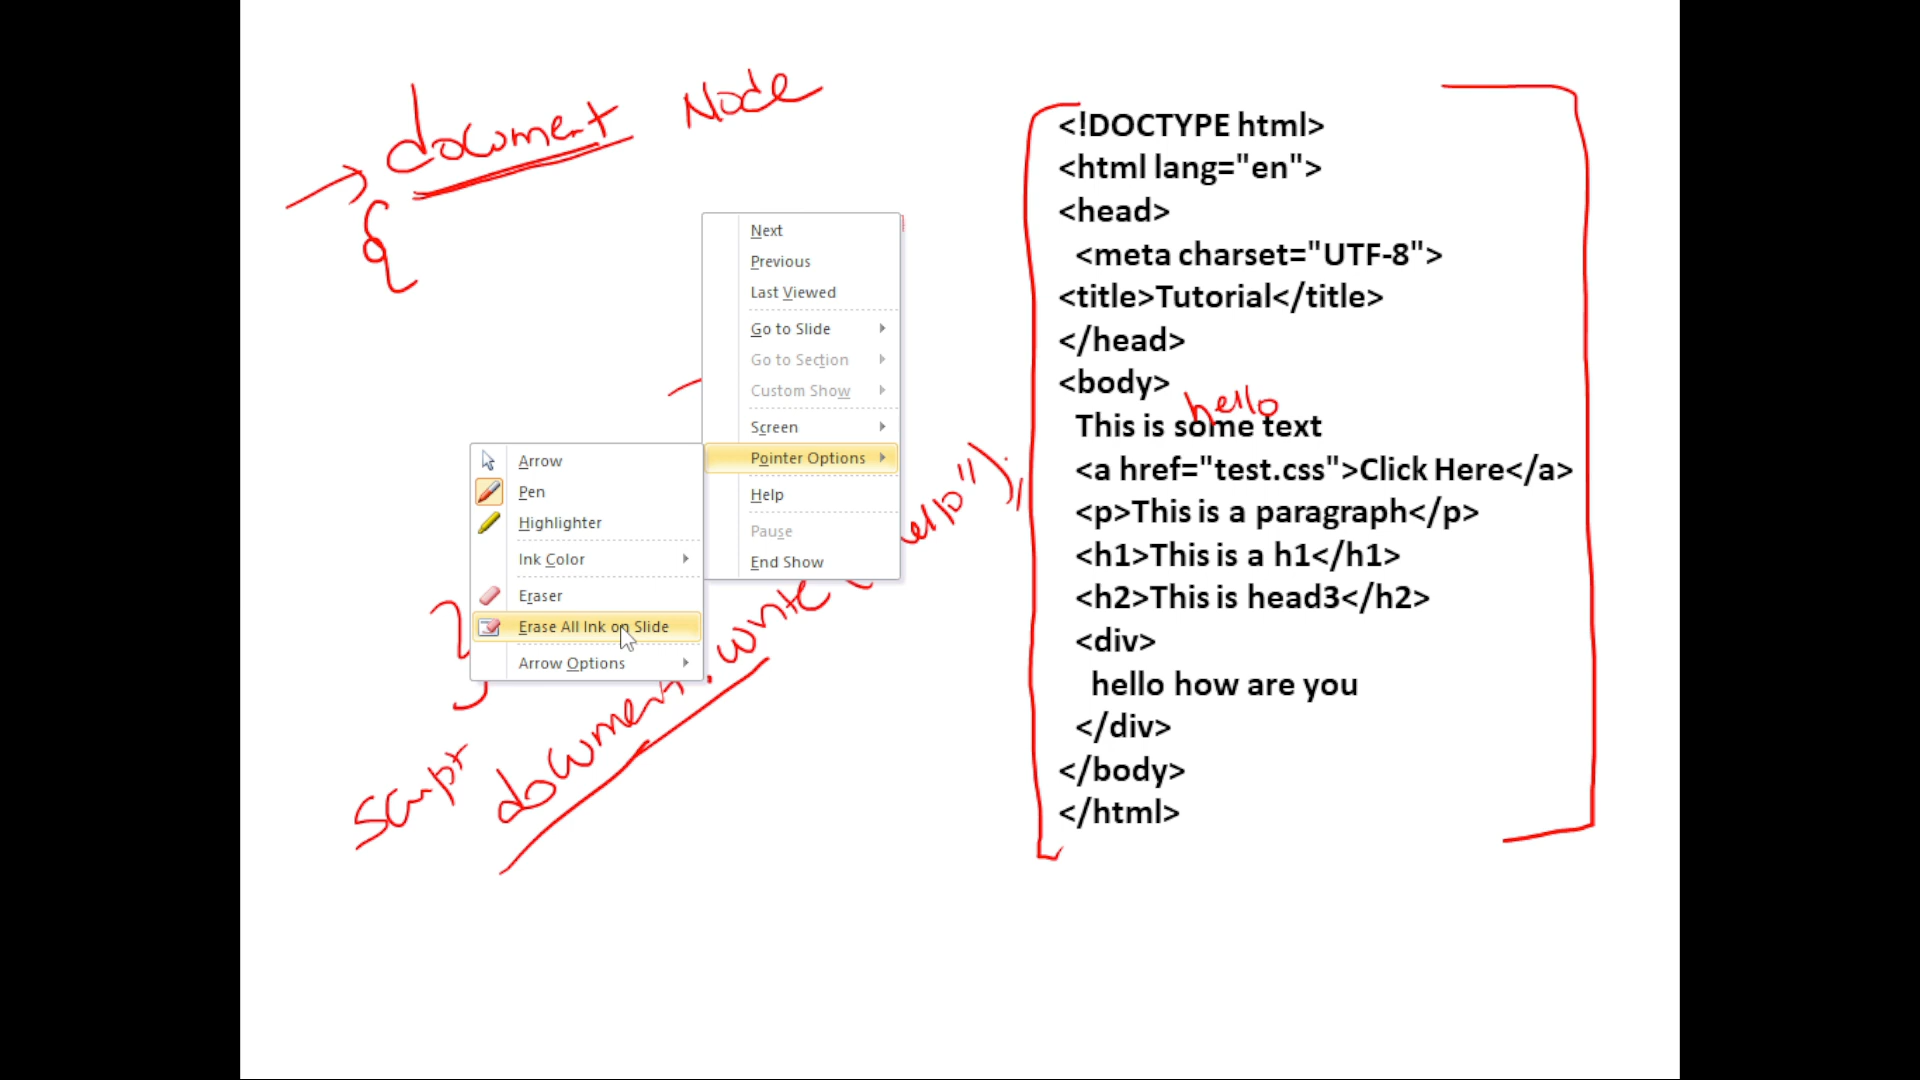 document Node
{
Next
Previous
Last Viewed
Go to Slide
Go to Section
Custom Show
Screen
Pointer Options
Help
Pause
End Show
Arrow
Pen
Highlighter
Ink Color
Eraser
Erase All Ink on Slide
Arrow Options
}
script
document.write(ello");
<!DOCTYPE html>
<html lang="en">
<head>
<meta charset="UTF-8">
<title>Tutorial</title>
</head>
<body>
hello
This is some text
<a href="test.css">Click Here</a>
<p>This is a paragraph</p>
<h1>This is a h1</h1>
<h2>This is head3</h2>
<div>
hello how are you
</div>
</body>
</html>